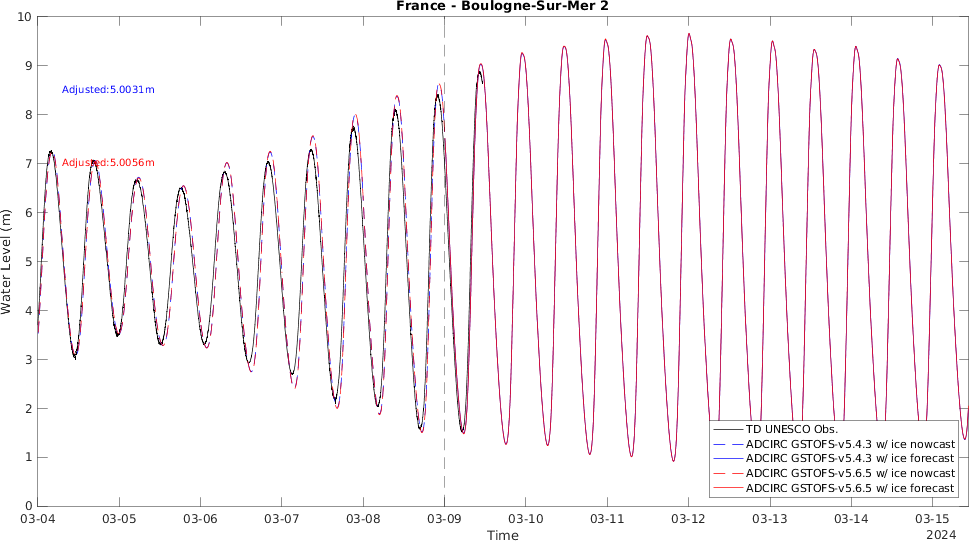 France - Boulogne-Sur-Mer 2
10
9
8
7
6
5
4
3
2
1
0
Water Level (m)
Adjusted:5.0031m
Adjusted:5.0056m
TD UNESCO Obs.
ADCIRC GSTOFS-v5.4.3 w/ ice nowcast
ADCIRC GSTOFS-v5.4.3 w/ ice forecast
ADCIRC GSTOFS-v5.6.5 w/ ice nowcast
ADCIRC GSTOFS-v5.6.5 w/ ice forecast
03-04 03-05 03-06 03-07 03-08 03-09 03-10 03-11 03-12 03-13 03-14 03-15
Time
2024